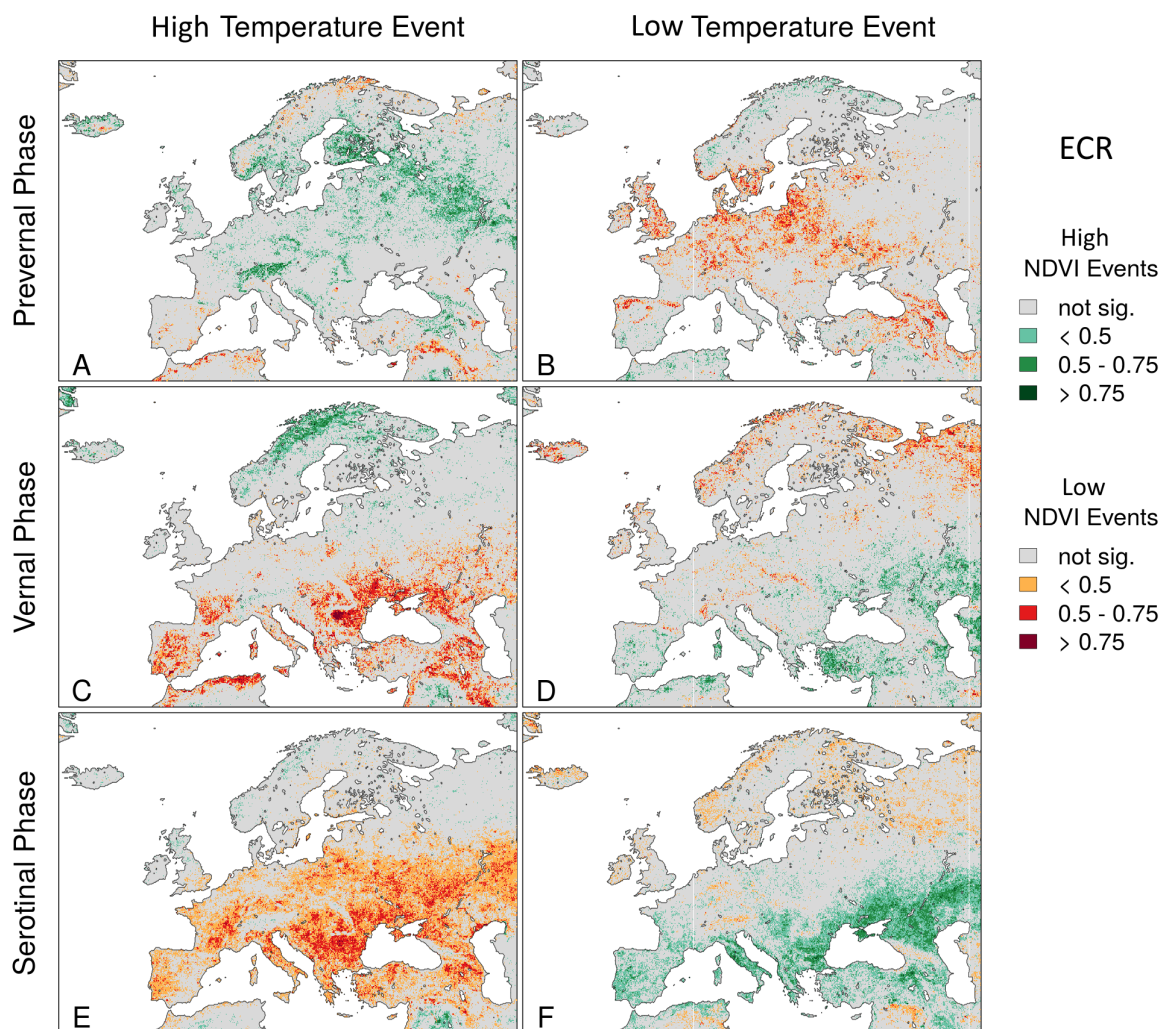 High Temperature Event
Low Temperature Event
Prevernal Phase
A
B
ECR
High
NDVI Events
not sig.
< 0.5
0.5 - 0.75
> 0.75
Vernal Phase
C
D
Low
NDVI Events
not sig.
< 0.5
0.5 - 0.75
> 0.75
Serotinal Phase
E
F